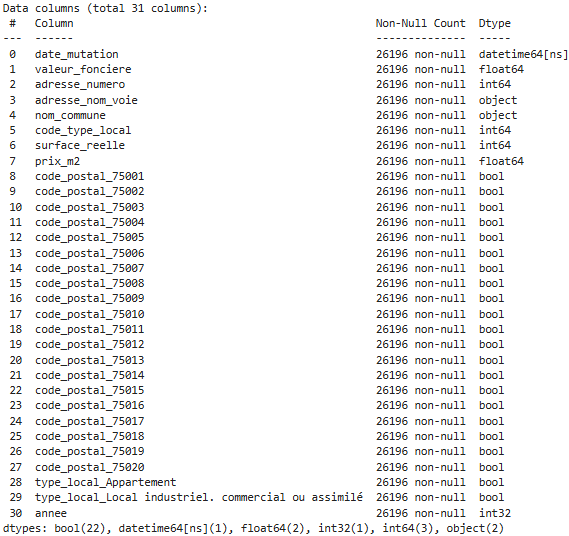 Data columns (total 31 columns):
 #   Column                                         Non-Null Count  Dtype
---  ------                                         --------------  -----
 0   date_mutation                                  26196 non-null  datetime64[ns]
 1   valeur_fonciere                                26196 non-null  float64
 2   adresse_numero                                 26196 non-null  int64
 3   adresse_nom_voie                               26196 non-null  object
 4   nom_commune                                    26196 non-null  object
 5   code_type_local                                26196 non-null  int64
 6   surface_reelle                                 26196 non-null  int64
 7   prix_m2                                        26196 non-null  float64
 8   code_postal_75001                              26196 non-null  bool
 9   code_postal_75002                              26196 non-null  bool
 10  code_postal_75003                              26196 non-null  bool
 11  code_postal_75004                              26196 non-null  bool
 12  code_postal_75005                              26196 non-null  bool
 13  code_postal_75006                              26196 non-null  bool
 14  code_postal_75007                              26196 non-null  bool
 15  code_postal_75008                              26196 non-null  bool
 16  code_postal_75009                              26196 non-null  bool
 17  code_postal_75010                              26196 non-null  bool
 18  code_postal_75011                              26196 non-null  bool
 19  code_postal_75012                              26196 non-null  bool
 20  code_postal_75013                              26196 non-null  bool
 21  code_postal_75014                              26196 non-null  bool
 22  code_postal_75015                              26196 non-null  bool
 23  code_postal_75016                              26196 non-null  bool
 24  code_postal_75017                              26196 non-null  bool
 25  code_postal_75018                              26196 non-null  bool
 26  code_postal_75019                              26196 non-null  bool
 27  code_postal_75020                              26196 non-null  bool
 28  type_local_Appartement                         26196 non-null  bool
 29  type_local_Local industriel. commercial ou assimilé  26196 non-null  bool
 30  annee                                          26196 non-null  int32
dtypes: bool(22), datetime64[ns](1), float64(2), int32(1), int64(3), object(2)